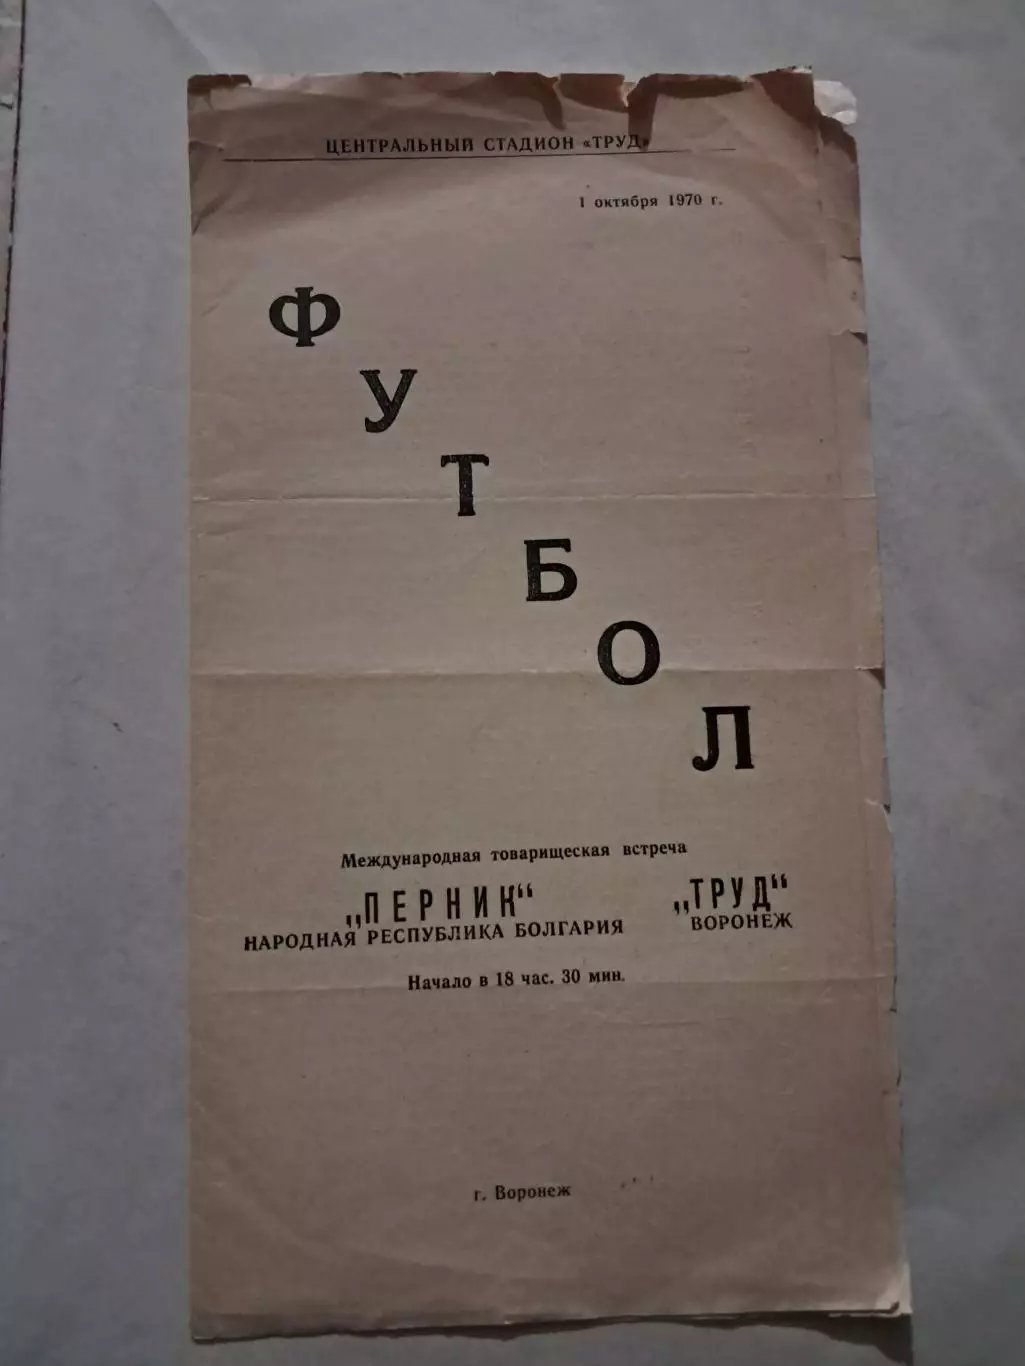 ЦЕНТРАЛЬНЫЙ СТАДИОН «ТРУД»
1 октября 1970 г.
Ф
У
Т
Б
О
Л
Международная товарищеская встреча
„ПЕРНИК“ „ТРУД“
НАРОДНАЯ РЕСПУБЛИКА БОЛГАРИЯ ВОРОНЕЖ
Начало в 18 час. 30 мин.
г. Воронеж